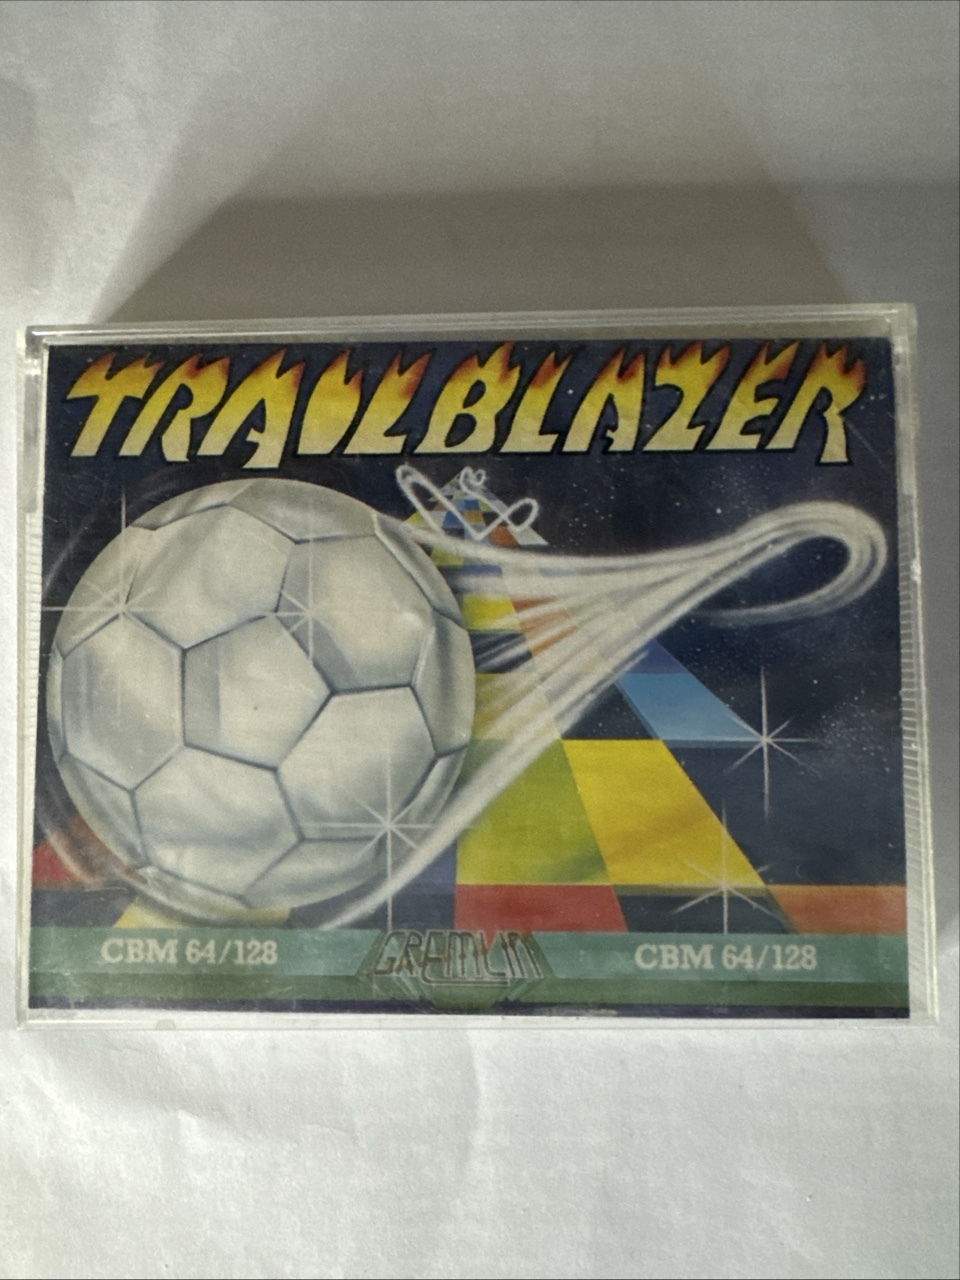 TRAILBLAZER
CBM 64/128
GREMLIN
CBM 64/128